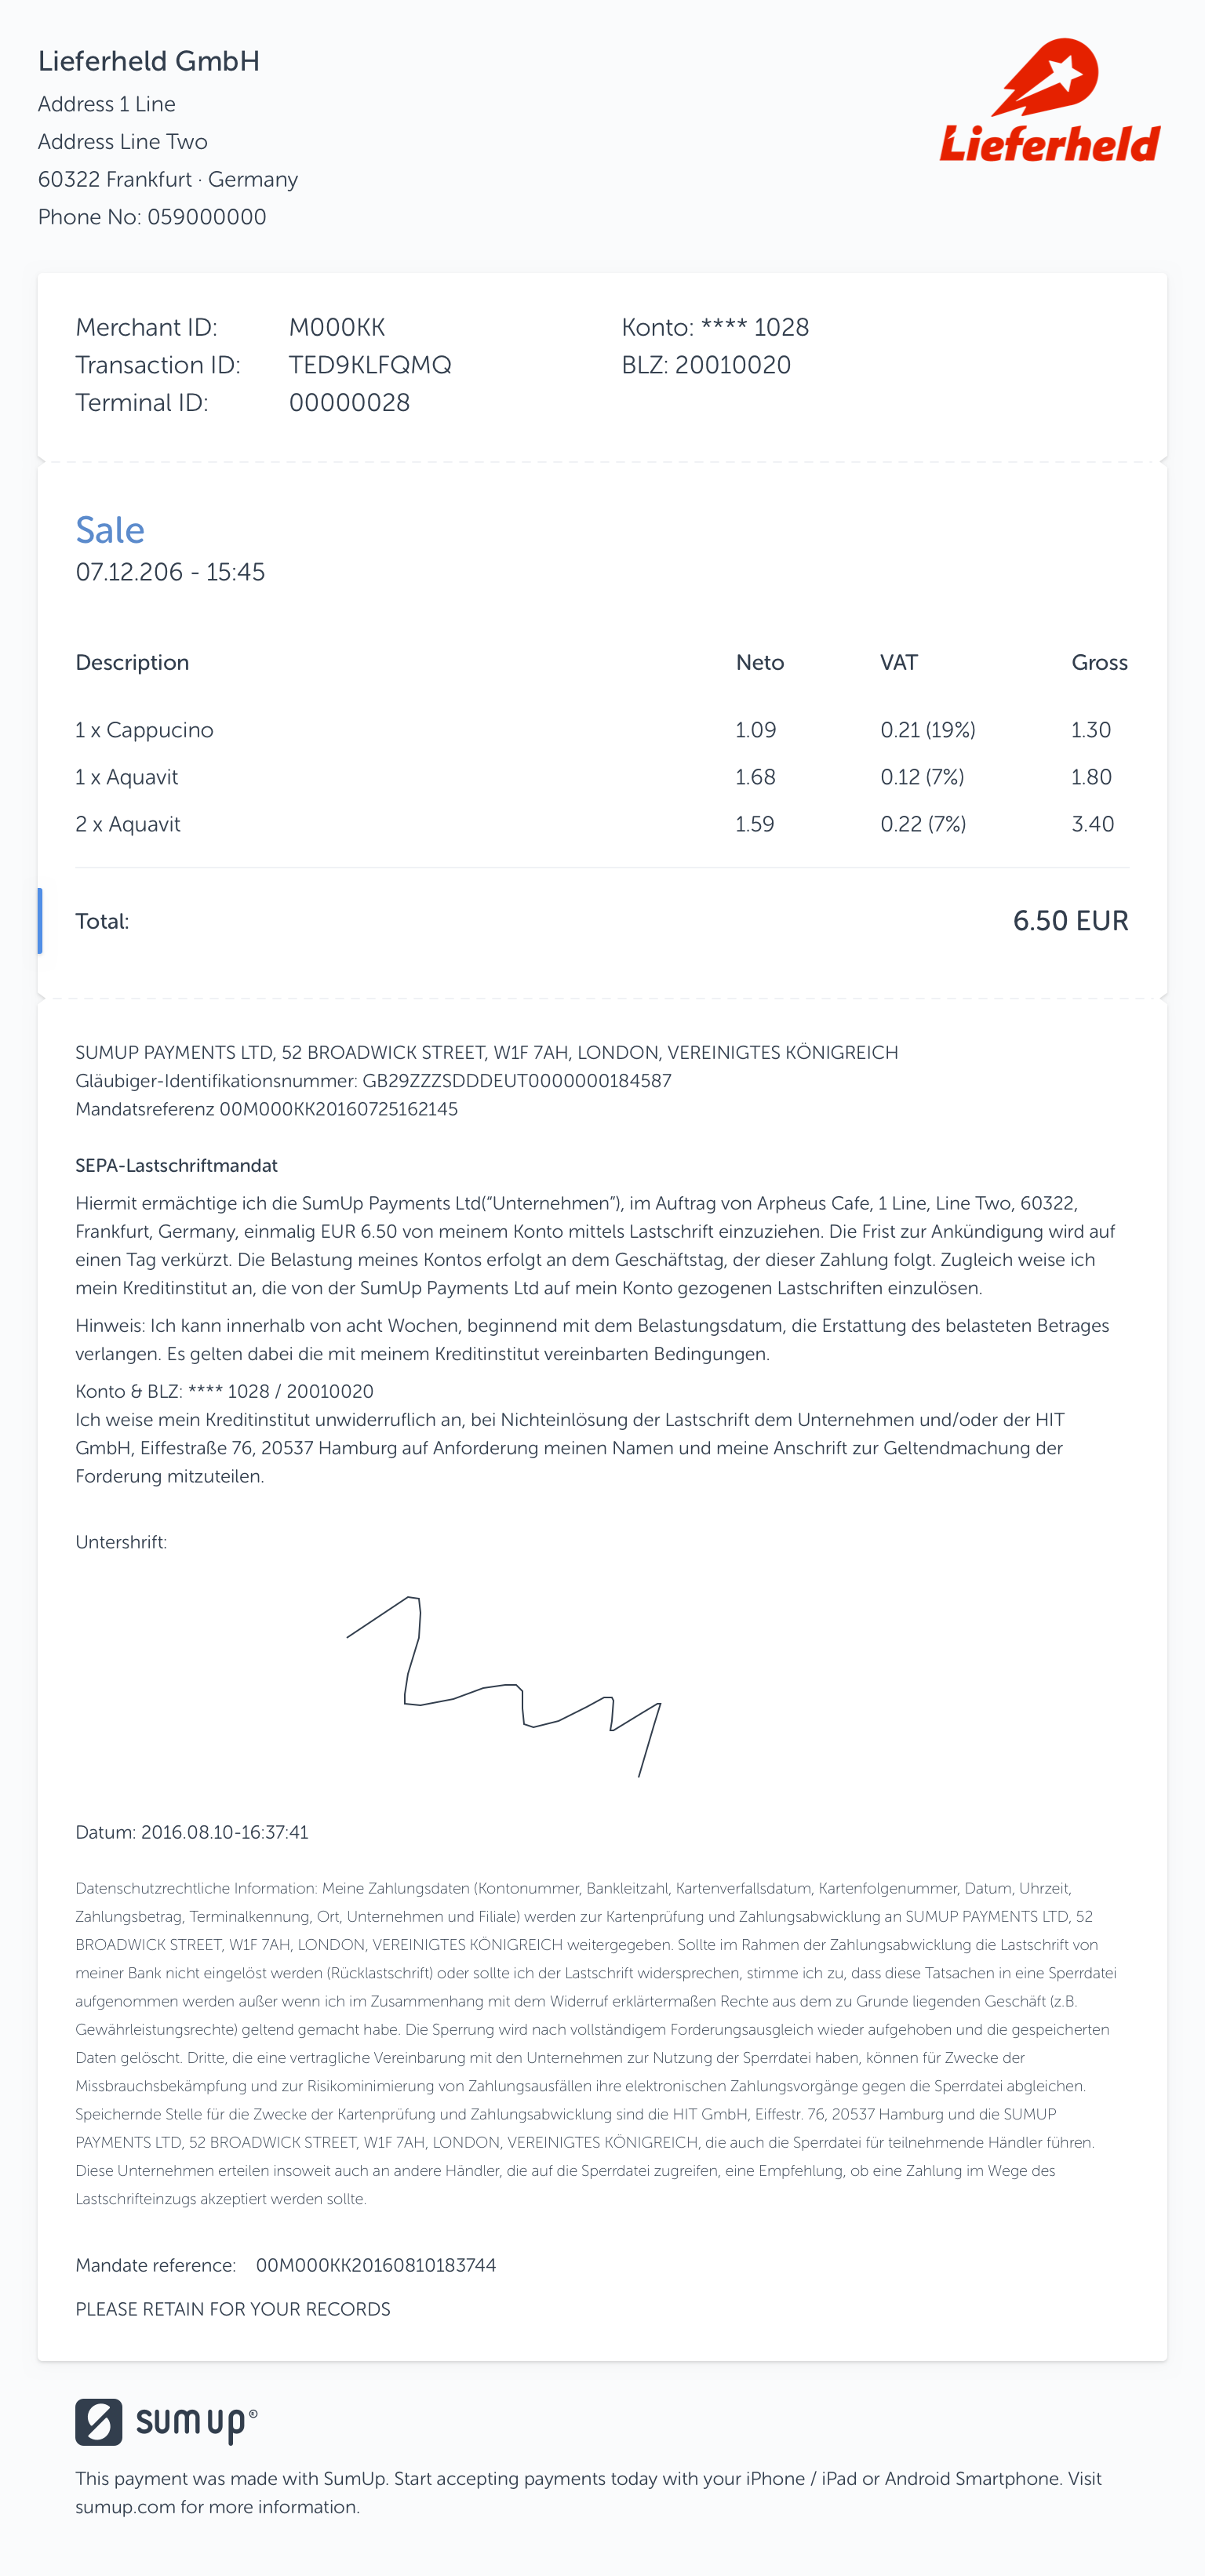 Lieferheld GmbH
Address 1 Line
Address Line Two
60322 Frankfurt · Germany
Phone No: 059000000
Lieferheld
Merchant ID: M000KK Konto: **** 1028
Transaction ID: TED9KLFQMQ BLZ: 20010020
Terminal ID: 00000028
Sale
07.12.206 - 15:45
Description Neto VAT Gross
1 x Cappucino 1.09 0.21 (19%) 1.30
1 x Aquavit 1.68 0.12 (7%) 1.80
2 x Aquavit 1.59 0.22 (7%) 3.40
Total: 6.50 EUR
SUMUP PAYMENTS LTD, 52 BROADWICK STREET, W1F 7AH, LONDON, VEREINIGTES KÖNIGREICH
Gläubiger-Identifikationsnummer: GB29ZZZSDDDEUT0000000184587
Mandatsreferenz 00M000KK20160725162145
SEPA-Lastschriftmandat
Hiermit ermächtige ich die SumUp Payments Ltd("Unternehmen"), im Auftrag von Arpheus Cafe, 1 Line, Line Two, 60322,
Frankfurt, Germany, einmalig EUR 6.50 von meinem Konto mittels Lastschrift einzuziehen. Die Frist zur Ankündigung wird auf
einen Tag verkürzt. Die Belastung meines Kontos erfolgt an dem Geschäftstag, der dieser Zahlung folgt. Zugleich weise ich
mein Kreditinstitut an, die von der SumUp Payments Ltd auf mein Konto gezogenen Lastschriften einzulösen.
Hinweis: Ich kann innerhalb von acht Wochen, beginnend mit dem Belastungsdatum, die Erstattung des belasteten Betrages
verlangen. Es gelten dabei die mit meinem Kreditinstitut vereinbarten Bedingungen.
Konto & BLZ: **** 1028 / 20010020
Ich weise mein Kreditinstitut unwiderruflich an, bei Nichteinlösung der Lastschrift dem Unternehmen und/oder der HIT
GmbH, Eiffestraße 76, 20537 Hamburg auf Anforderung meinen Namen und meine Anschrift zur Geltendmachung der
Forderung mitzuteilen.
Untershrift:
Datum: 2016.08.10-16:37:41
Datenschutzrechtliche Information: Meine Zahlungsdaten (Kontonummer, Bankleitzahl, Kartenverfallsdatum, Kartenfolgenummer, Datum, Uhrzeit,
Zahlungsbetrag, Terminalkennung, Ort, Unternehmen und Filiale) werden zur Kartenprüfung und Zahlungsabwicklung an SUMUP PAYMENTS LTD, 52
BROADWICK STREET, W1F 7AH, LONDON, VEREINIGTES KÖNIGREICH weitergegeben. Sollte im Rahmen der Zahlungsabwicklung die Lastschrift von
meiner Bank nicht eingelöst werden (Rücklastschrift) oder sollte ich der Lastschrift widersprechen, stimme ich zu, dass diese Tatsachen in eine Sperrdatei
aufgenommen werden außer wenn ich im Zusammenhang mit dem Widerruf erklärtermaßen Rechte aus dem zu Grunde liegenden Geschäft (z.B.
Gewährleistungsrechte) geltend gemacht habe. Die Sperrung wird nach vollständigem Forderungsausgleich wieder aufgehoben und die gespeicherten
Daten gelöscht. Dritte, die eine vertragliche Vereinbarung mit den Unternehmen zur Nutzung der Sperrdatei haben, können für Zwecke der
Missbrauchsbekämpfung und zur Risikominimierung von Zahlungsausfällen ihre elektronischen Zahlungsvorgänge gegen die Sperrdatei abgleichen.
Speichernde Stelle für die Zwecke der Kartenprüfung und Zahlungsabwicklung sind die HIT GmbH, Eiffestr. 76, 20537 Hamburg und die SUMUP
PAYMENTS LTD, 52 BROADWICK STREET, W1F 7AH, LONDON, VEREINIGTES KÖNIGREICH, die auch die Sperrdatei für teilnehmende Händler führen.
Diese Unternehmen erteilen insoweit auch an andere Händler, die auf die Sperrdatei zugreifen, eine Empfehlung, ob eine Zahlung im Wege des
Lastschrifteinzugs akzeptiert werden sollte.
Mandate reference: 00M000KK20160810183744
PLEASE RETAIN FOR YOUR RECORDS
sumup©
This payment was made with SumUp. Start accepting payments today with your iPhone / iPad or Android Smartphone. Visit
sumup.com for more information.